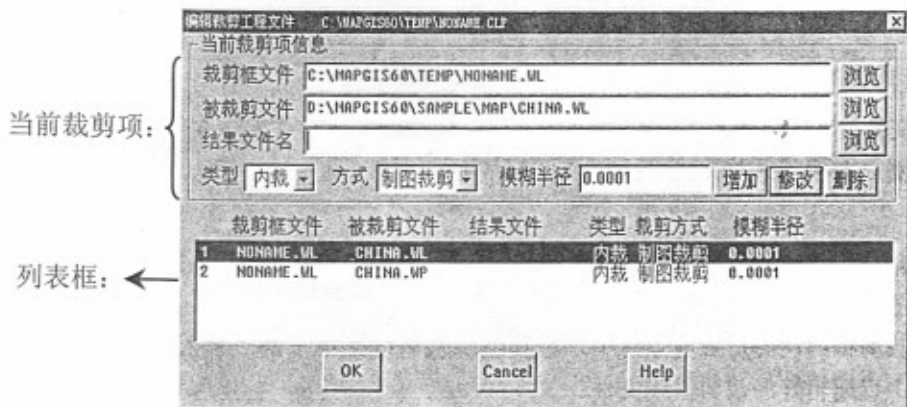 编辑裁剪工程文件 C:\MAPGIS60\TEMP\NONAME.CLP
当前裁剪项信息
裁剪框文件 C:\MAPGIS60\TEMP\NONAME.WL 浏览
当前裁剪项：
被裁剪文件 D:\MAPGIS60\SAMPLE\MAP\CHINA.WL 浏览
结果文件名 浏览
类型 内裁 方式 制图裁剪 模糊半径 0.0001 增加 修改 删除
裁剪框文件 被裁剪文件 结果文件 类型 裁剪方式 模糊半径
1 NONAME.WL CHINA.WL 内裁 制图裁剪 0.0001
列表框：
2 NONAME.WL CHINA.WP 内裁 制图裁剪 0.0001
OK Cancel Help